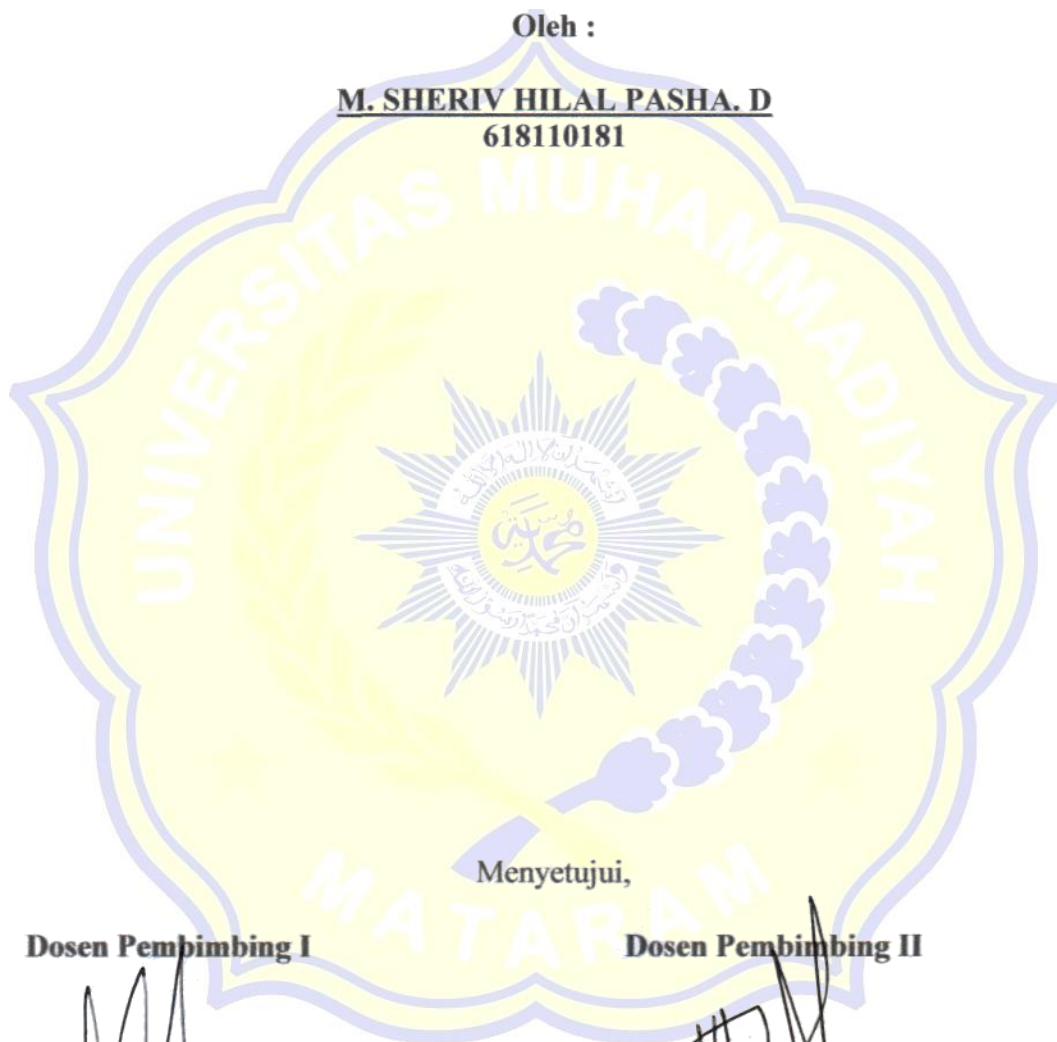 Oleh :
M. SHERIV HILAL PASHA. D
618110181
UNIVERSITAS MUHAMMADIYAH
MATARAM
Menyetujui,
Dosen Pembimbing I
Dosen Pembimbing II